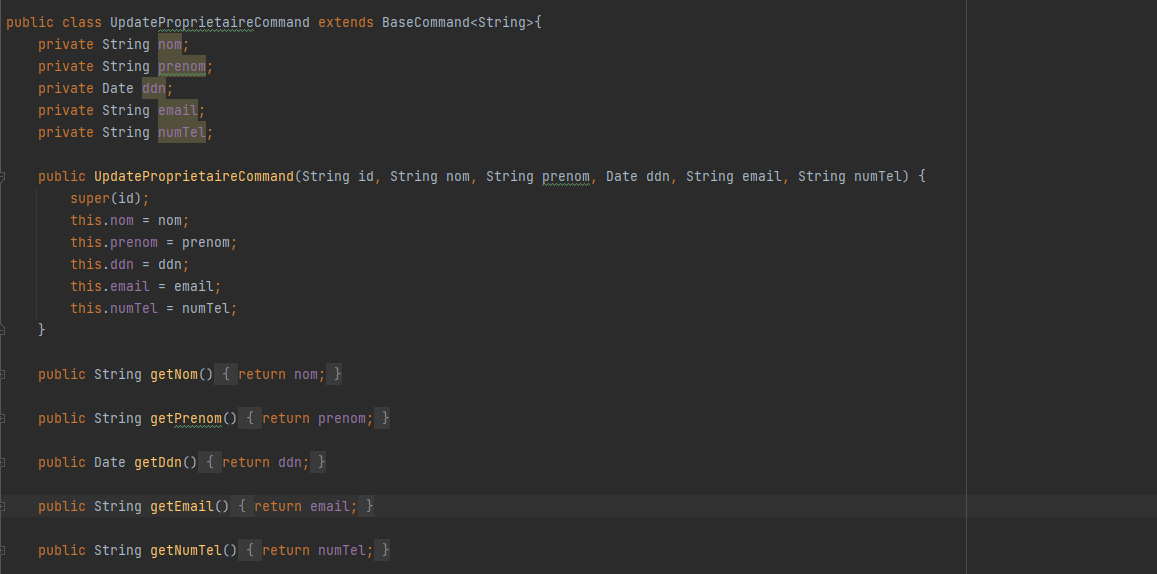 public class UpdateProprietaireCommand extends BaseCommand<String>{
    private String nom;
    private String prenom;
    private Date ddn;
    private String email;
    private String numTel;
    public UpdateProprietaireCommand(String id, String nom, String prenom, Date ddn, String email, String numTel) {
        super(id);
        this.nom = nom;
        this.prenom = prenom;
        this.ddn = ddn;
        this.email = email;
        this.numTel = numTel;
    }
    public String getNom() { return nom; }
    public String getPrenom() { return prenom; }
    public Date getDdn() { return ddn; }
    public String getEmail() { return email; }
    public String getNumTel() { return numTel; }